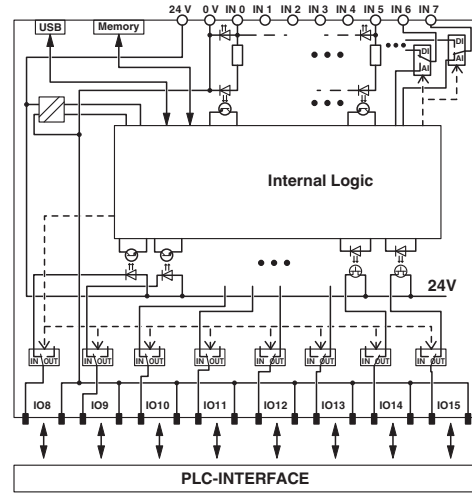 24 V 0 V IN 0 IN 1 IN 2 IN 3 IN 4 IN 5 IN 6 IN 7
USB Memory
DI
AI
DI
AI
Internal Logic
24V
IN OUT IN OUT IN OUT IN OUT IN OUT IN OUT IN OUT IN OUT
IO8 IO9 IO10 IO11 IO12 IO13 IO14 IO15
PLC-INTERFACE